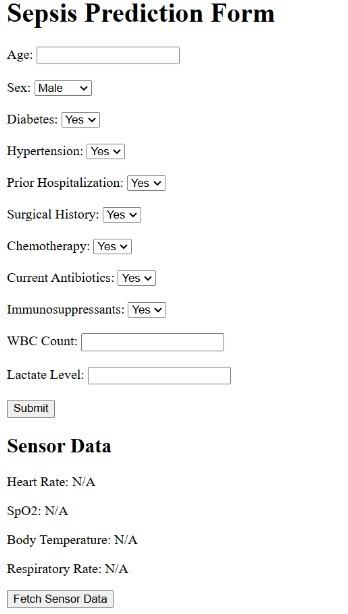 Sepsis Prediction Form
Age:
Sex: Male
Diabetes: Yes
Hypertension: Yes
Prior Hospitalization: Yes
Surgical History: Yes
Chemotherapy: Yes
Current Antibiotics: Yes
Immunosuppressants: Yes
WBC Count:
Lactate Level:
Submit
Sensor Data
Heart Rate: N/A
SpO2: N/A
Body Temperature: N/A
Respiratory Rate: N/A
Fetch Sensor Data